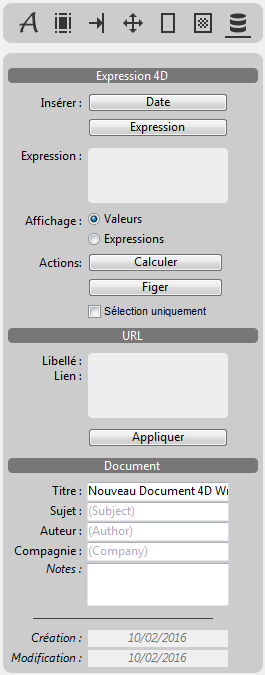 A
Expression 4D
Insérer : Date
Expression
Expression :
Affichage : Valeurs
Expressions
Actions: Calculer
Figer
Sélection uniquement
URL
Libellé :
Lien :
Appliquer
Document
Titre : Nouveau Document 4D Wr
Sujet : (Subject)
Auteur : (Author)
Compagnie : (Company)
Notes :
Création : 10/02/2016
Modification : 10/02/2016